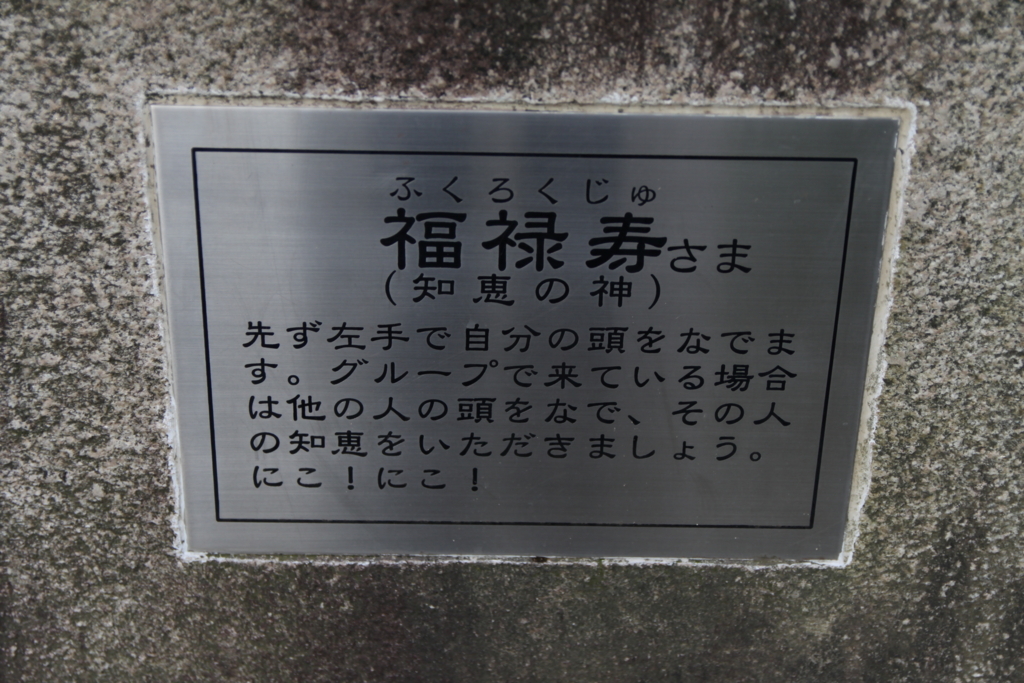 ふくろくじゅ
福禄寿さま
(知恵の神)
先ず左手で自分の頭をなでま
す。グループで来ている場合
は他の人の頭をなで、その人
の知恵をいただきましょう。
にこ！にこ！